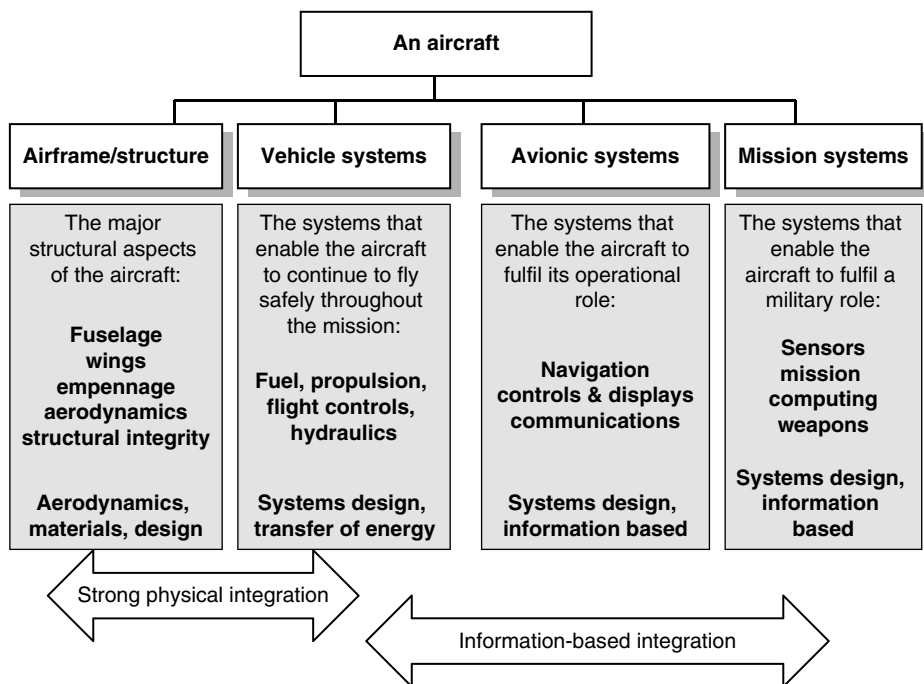 An aircraft
Airframe/structure
Vehicle systems
Avionic systems
Mission systems
The major
structural aspects
of the aircraft:
Fuselage
wings
empennage
aerodynamics
structural integrity
Aerodynamics,
materials, design
The systems that
enable the aircraft
to continue to fly
safely throughout
the mission:
Fuel, propulsion,
flight controls,
hydraulics
Systems design,
transfer of energy
The systems that
enable the aircraft to
fulfil its operational
role:
Navigation
controls & displays
communications
Systems design,
information based
The systems that
enable the
aircraft to fulfil a
military role:
Sensors
mission
computing
weapons
Systems design,
information
based
Strong physical integration
Information-based integration